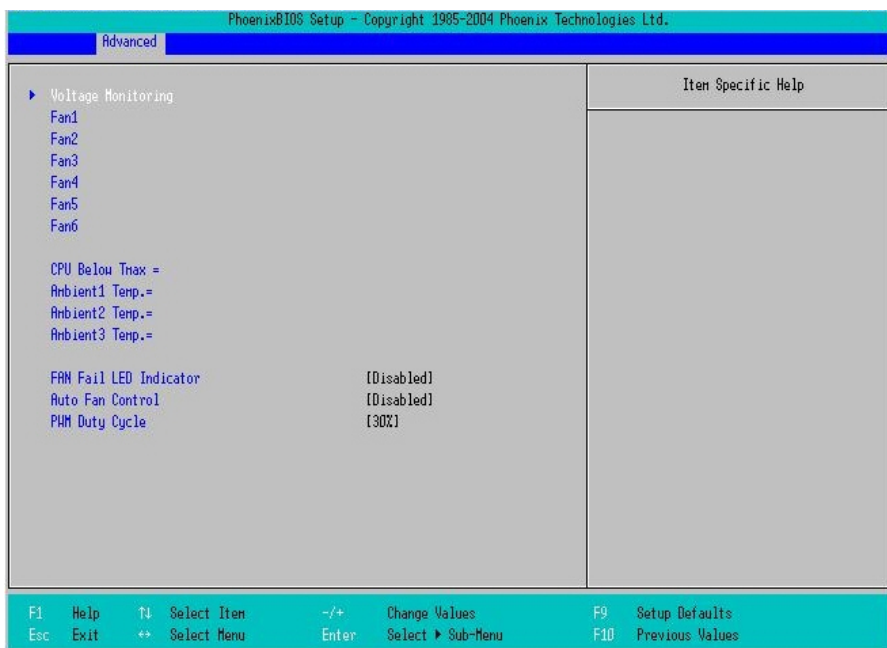 PhoenixBIOS Setup - Copyright 1985-2004 Phoenix Technologies Ltd.
Advanced
Item Specific Help
▶ Voltage Monitoring
Fan1
Fan2
Fan3
Fan4
Fan5
Fan6
CPU Below Tmax =
Ambient1 Temp.=
Ambient2 Temp.=
Ambient3 Temp.=
FAN Fail LED Indicator [Disabled]
Auto Fan Control [Disabled]
PWM Duty Cycle [30%]
F1 Help ↑↓ Select Item -/+ Change Values F9 Setup Defaults
Esc Exit ↔ Select Menu Enter Select ▶ Sub-Menu F10 Previous Values